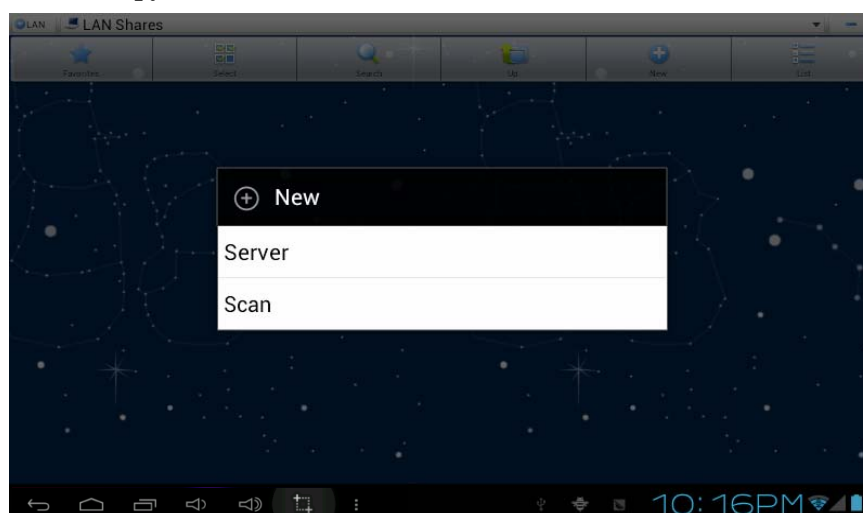 LAN
LAN Shares
Favorites
Select
Search
Up
New
List
New
Server
Scan
10:16PM